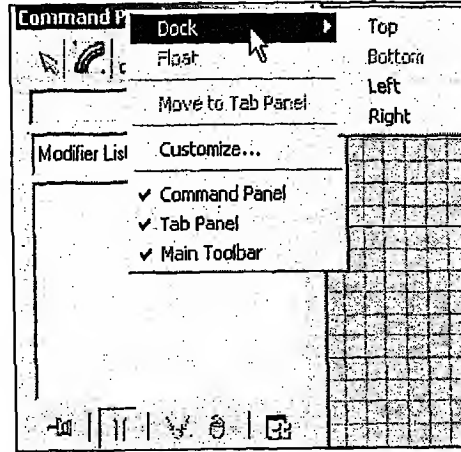 Command P
Dock
Float
Move to Tab Panel
Customize...
Command Panel
Tab Panel
Main Toolbar
Top
Bottom
Left
Right
Modifier List